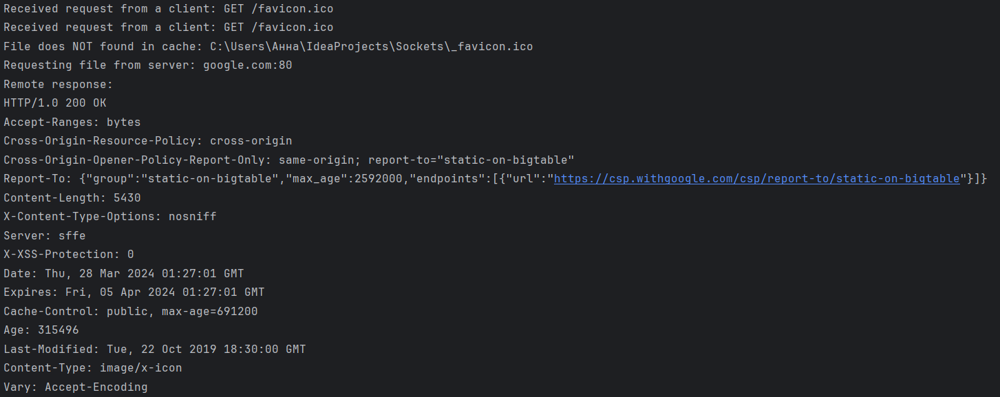 Received request from a client: GET /favicon.ico
Received request from a client: GET /favicon.ico
File does NOT found in cache: C:\Users\Анна\IdeaProjects\Sockets\_favicon.ico
Requesting file from server: google.com:80
Remote response:
HTTP/1.0 200 OK
Accept-Ranges: bytes
Cross-Origin-Resource-Policy: cross-origin
Cross-Origin-Opener-Policy-Report-Only: same-origin; report-to="static-on-bigtable"
Report-To: {"group":"static-on-bigtable","max_age":2592000,"endpoints":[{"url":"https://csp.withgoogle.com/csp/report-to/static-on-bigtable"}]}
Content-Length: 5430
X-Content-Type-Options: nosniff
Server: sffe
X-XSS-Protection: 0
Date: Thu, 28 Mar 2024 01:27:01 GMT
Expires: Fri, 05 Apr 2024 01:27:01 GMT
Cache-Control: public, max-age=691200
Age: 315496
Last-Modified: Tue, 22 Oct 2019 18:30:00 GMT
Content-Type: image/x-icon
Vary: Accept-Encoding